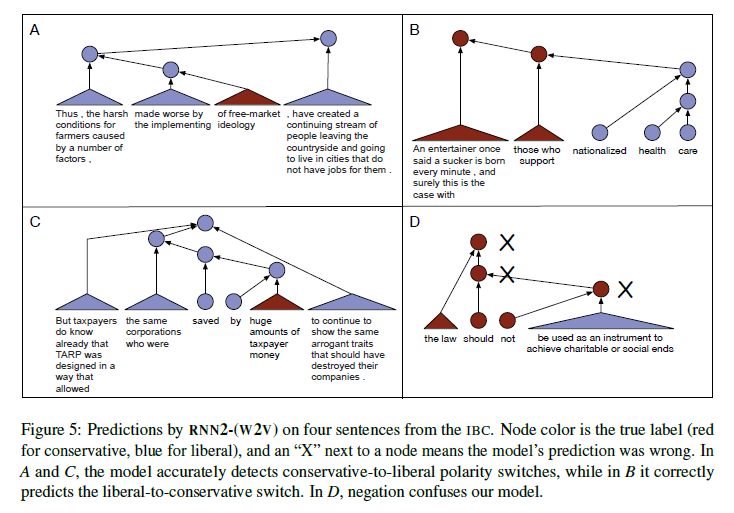 A
Thus , the harsh
conditions for
farmers caused
by a number of
factors ,
made worse by
the implementing
of free-market
ideology
, have created a
continuing stream of
people leaving the
countryside and going
to live in cities that do
not have jobs for them .
B
An entertainer once
said a sucker is born
every minute , and
surely this is the
case with
those who
support
nationalized
health
care
C
But taxpayers
do know
already that
TARP was
designed in a
way that
allowed
the same
corporations
who were
saved
by
huge
amounts of
taxpayer
money
to continue to
show the same
arrogant traits
that should have
destroyed their
companies .
D
X
X
X
the law
should
not
be used as an instrument to
achieve charitable or social ends
Figure 5: Predictions by RNN2-(W2V) on four sentences from the IBC. Node color is the true label (red
for conservative, blue for liberal), and an “X” next to a node means the model’s prediction was wrong. In
A and C, the model accurately detects conservative-to-liberal polarity switches, while in B it correctly
predicts the liberal-to-conservative switch. In D, negation confuses our model.